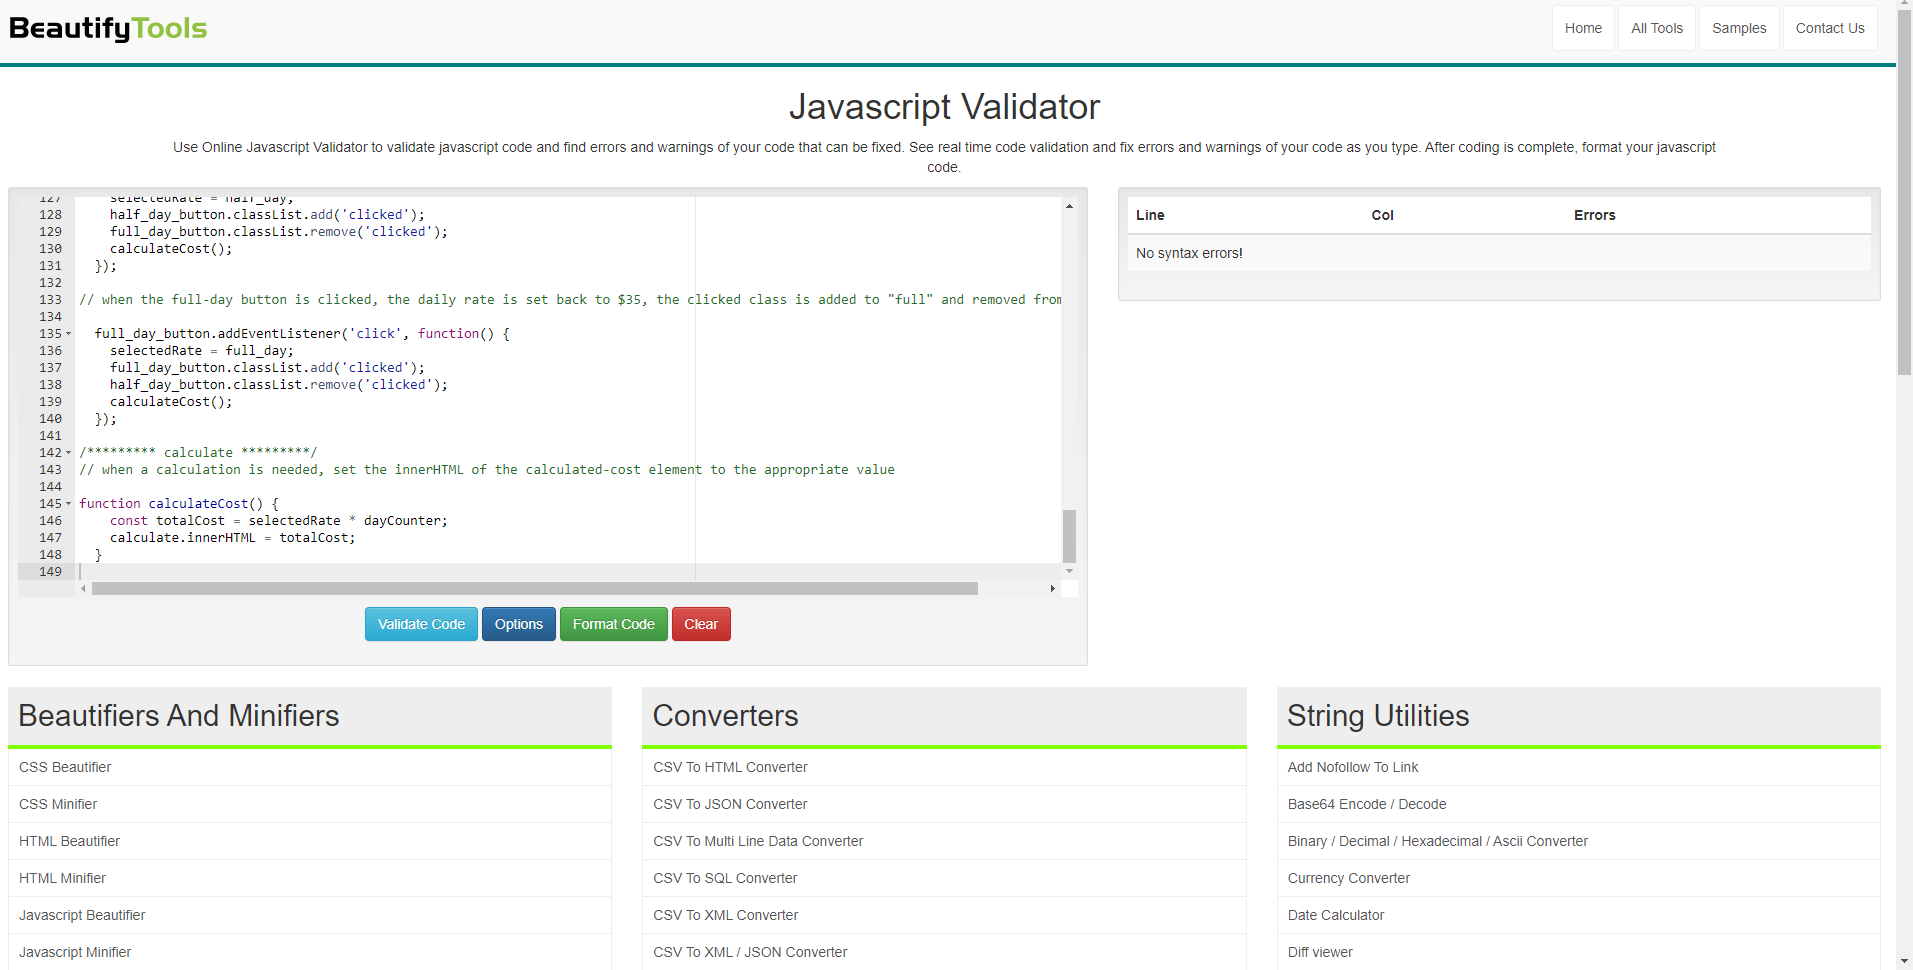 BeautifyTools
Home
All Tools
Samples
Contact Us
Javascript Validator
Use Online Javascript Validator to validate javascript code and find errors and warnings of your code that can be fixed. See real time code validation and fix errors and warnings of your code as you type. After coding is complete, format your javascript
code.
127 selectedRate = half_day;
128 half_day_button.classList.add('clicked');
129 full_day_button.classList.remove('clicked');
130 calculateCost();
131 });
132
133 // when the full-day button is clicked, the daily rate is set back to $35, the clicked class is added to "full" and removed from
134
135 full_day_button.addEventListener('click', function() {
136 selectedRate = full_day;
137 full_day_button.classList.add('clicked');
138 half_day_button.classList.remove('clicked');
139 calculateCost();
140 });
141
142 /********* calculate *********/
143 // when a calculation is needed, set the innerHTML of the calculated-cost element to the appropriate value
144
145 function calculateCost() {
146 const totalCost = selectedRate * dayCounter;
147 calculate.innerHTML = totalCost;
148 }
149
Validate Code
Options
Format Code
Clear
Line Col Errors
No syntax errors!
Beautifiers And Minifiers
CSS Beautifier
CSS Minifier
HTML Beautifier
HTML Minifier
Javascript Beautifier
Javascript Minifier
Converters
CSV To HTML Converter
CSV To JSON Converter
CSV To Multi Line Data Converter
CSV To SQL Converter
CSV To XML Converter
CSV To XML / JSON Converter
String Utilities
Add Nofollow To Link
Base64 Encode / Decode
Binary / Decimal / Hexadecimal / Ascii Converter
Currency Converter
Date Calculator
Diff viewer